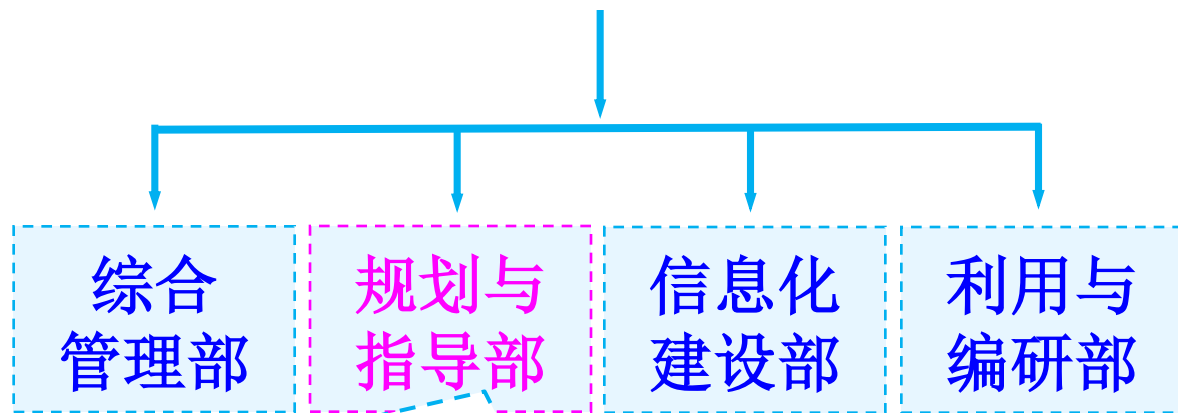 综合
管理部
规划与
指导部
信息化
建设部
利用与
编研部